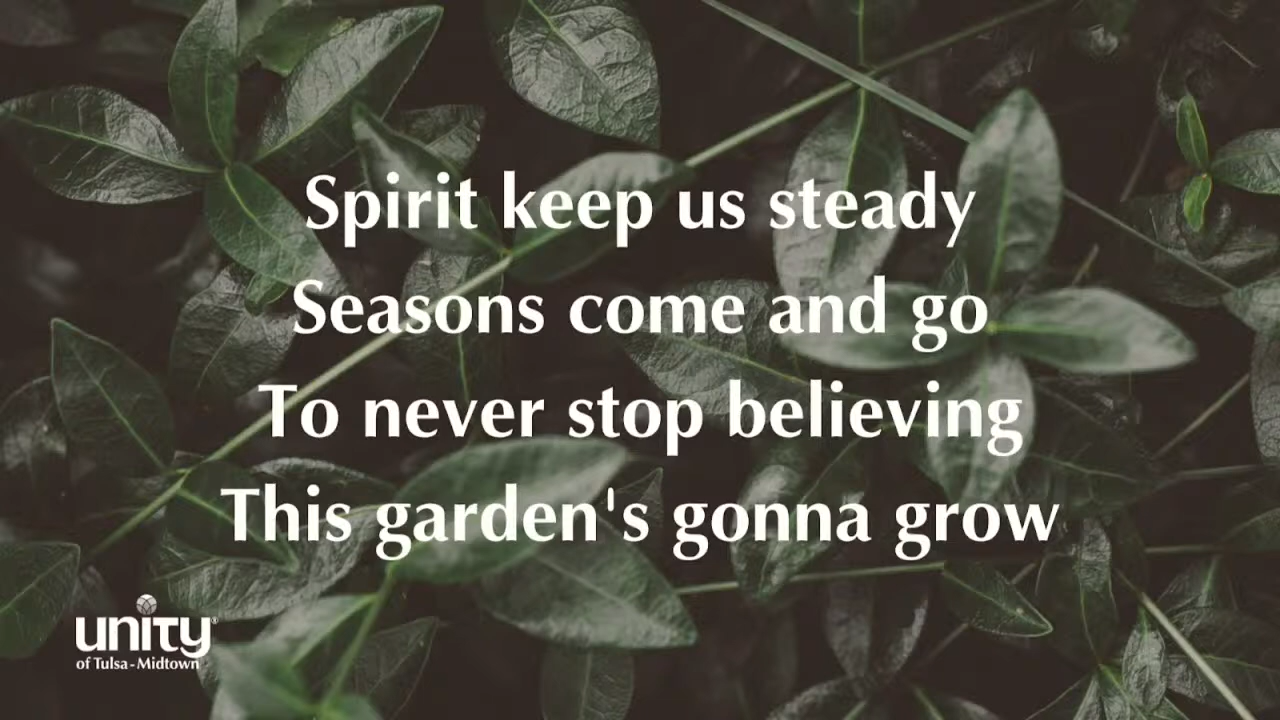 Spirit keep us steady
Seasons come and go
To never stop believing
This garden's gonna grow
unity®
of Tulsa-Midtown